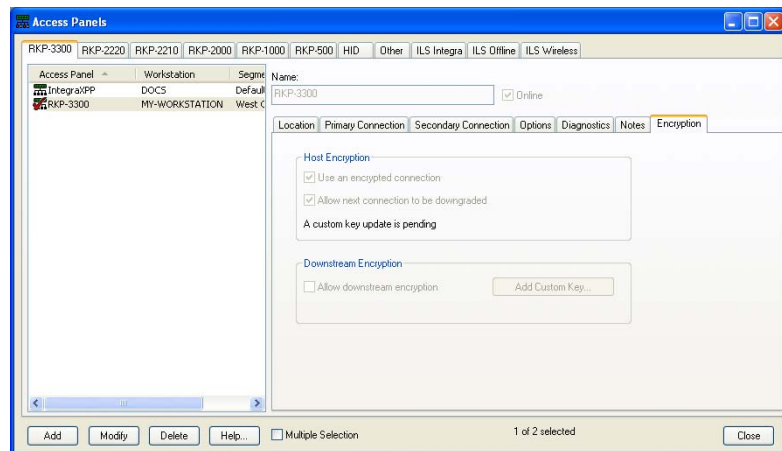 Access Panels
RKP-3300 RKP-2220 RKP-2210 RKP-2000 RKP-1000 RKP-500 HID Other ILS Integra ILS Offline ILS Wireless
Access Panel Workstation Segme
IntegraXPP DOCS Default
RKP-3300 MY-WORKSTATION West C
Name:
RKP-3300 Online
Location Primary Connection Secondary Connection Options Diagnostics Notes Encryption
Host Encryption
Use an encrypted connection
Allow next connection to be downgraded
A custom key update is pending
Downstream Encryption
Allow downstream encryption Add Custom Key...
Add Modify Delete Help... Multiple Selection 1 of 2 selected Close